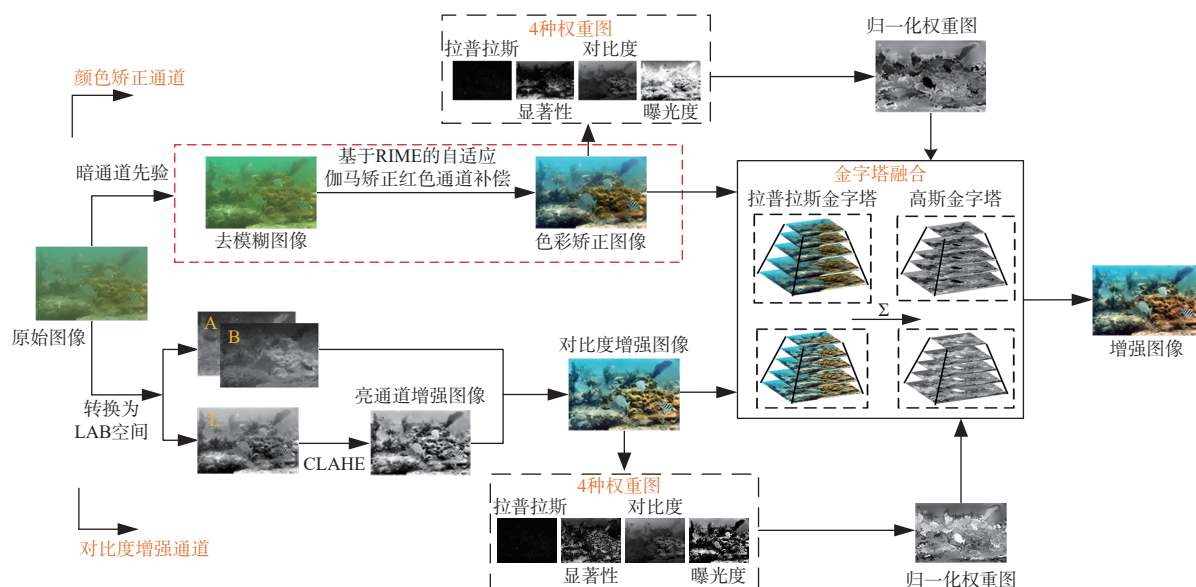 4种权重图
拉普拉斯
对比度
显著性
曝光度
归一化权重图
颜色矫正通道
暗通道先验
基于RIME的自适应
伽马矫正红色通道补偿
去模糊图像
色彩矫正图像
金字塔融合
拉普拉斯金字塔
高斯金字塔
Σ
原始图像
增强图像
A
B
对比度增强图像
转换为
LAB空间
L
亮通道增强图像
CLAHE
对比度增强通道
4种权重图
拉普拉斯
对比度
显著性
曝光度
归一化权重图